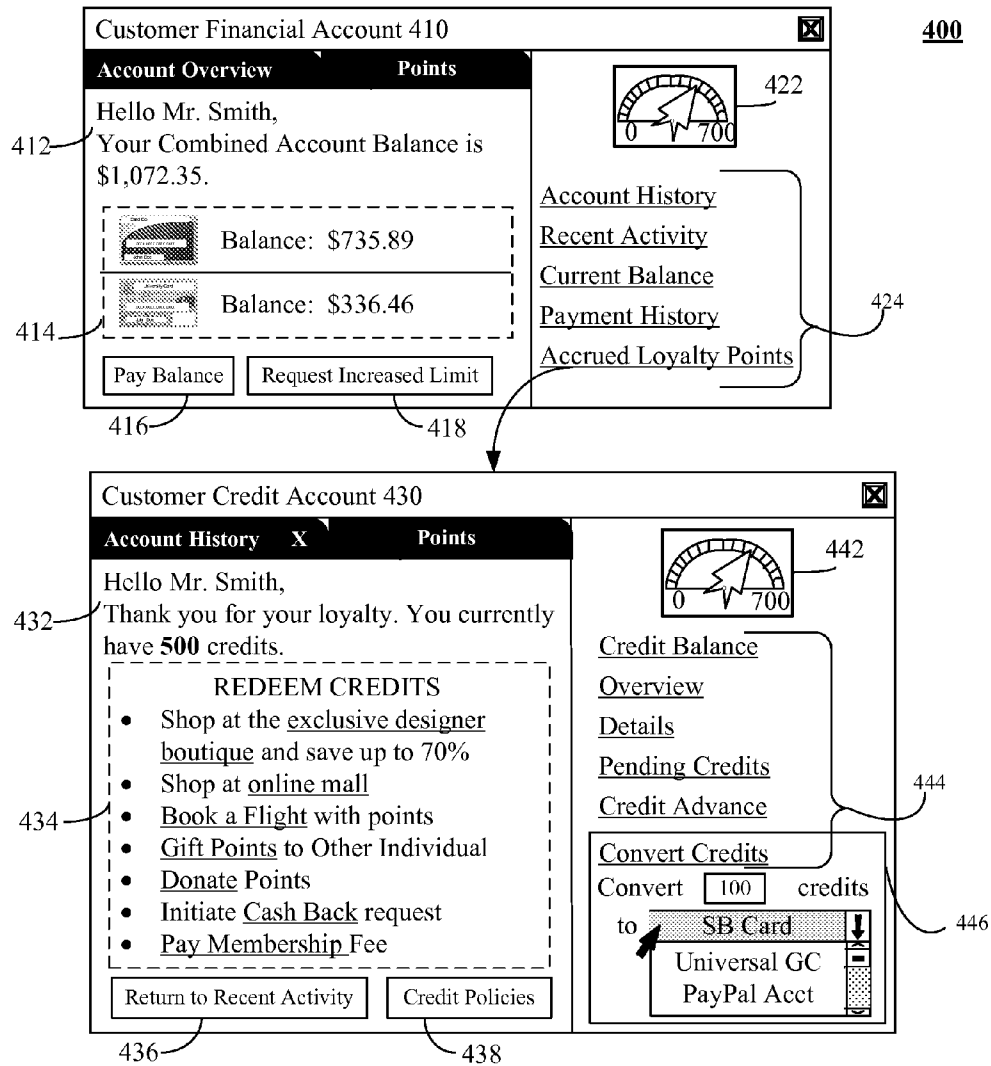 Customer Financial Account 410
400
Account Overview Points
Hello Mr. Smith,
Your Combined Account Balance is
$1,072.35.
412
0 700
422
Balance: $735.89
Balance: $336.46
414
Pay Balance Request Increased Limit
416
418
Account History
Recent Activity
Current Balance
Payment History
Accrued Loyalty Points
424
Customer Credit Account 430
Account History X Points
Hello Mr. Smith,
Thank you for your loyalty. You currently
have 500 credits.
432
0 700
442
REDEEM CREDITS
• Shop at the exclusive designer
boutique and save up to 70%
• Shop at online mall
• Book a Flight with points
• Gift Points to Other Individual
• Donate Points
• Initiate Cash Back request
• Pay Membership Fee
434
Return to Recent Activity Credit Policies
436
438
Credit Balance
Overview
Details
Pending Credits
Credit Advance
Convert Credits
444
Convert 100 credits
to SB Card
Universal GC
PayPal Acct
446